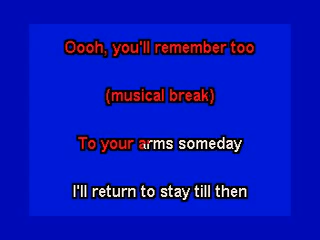 Oooh, you'll remember too
(musical break)
To your arms someday
I'll return to stay till then